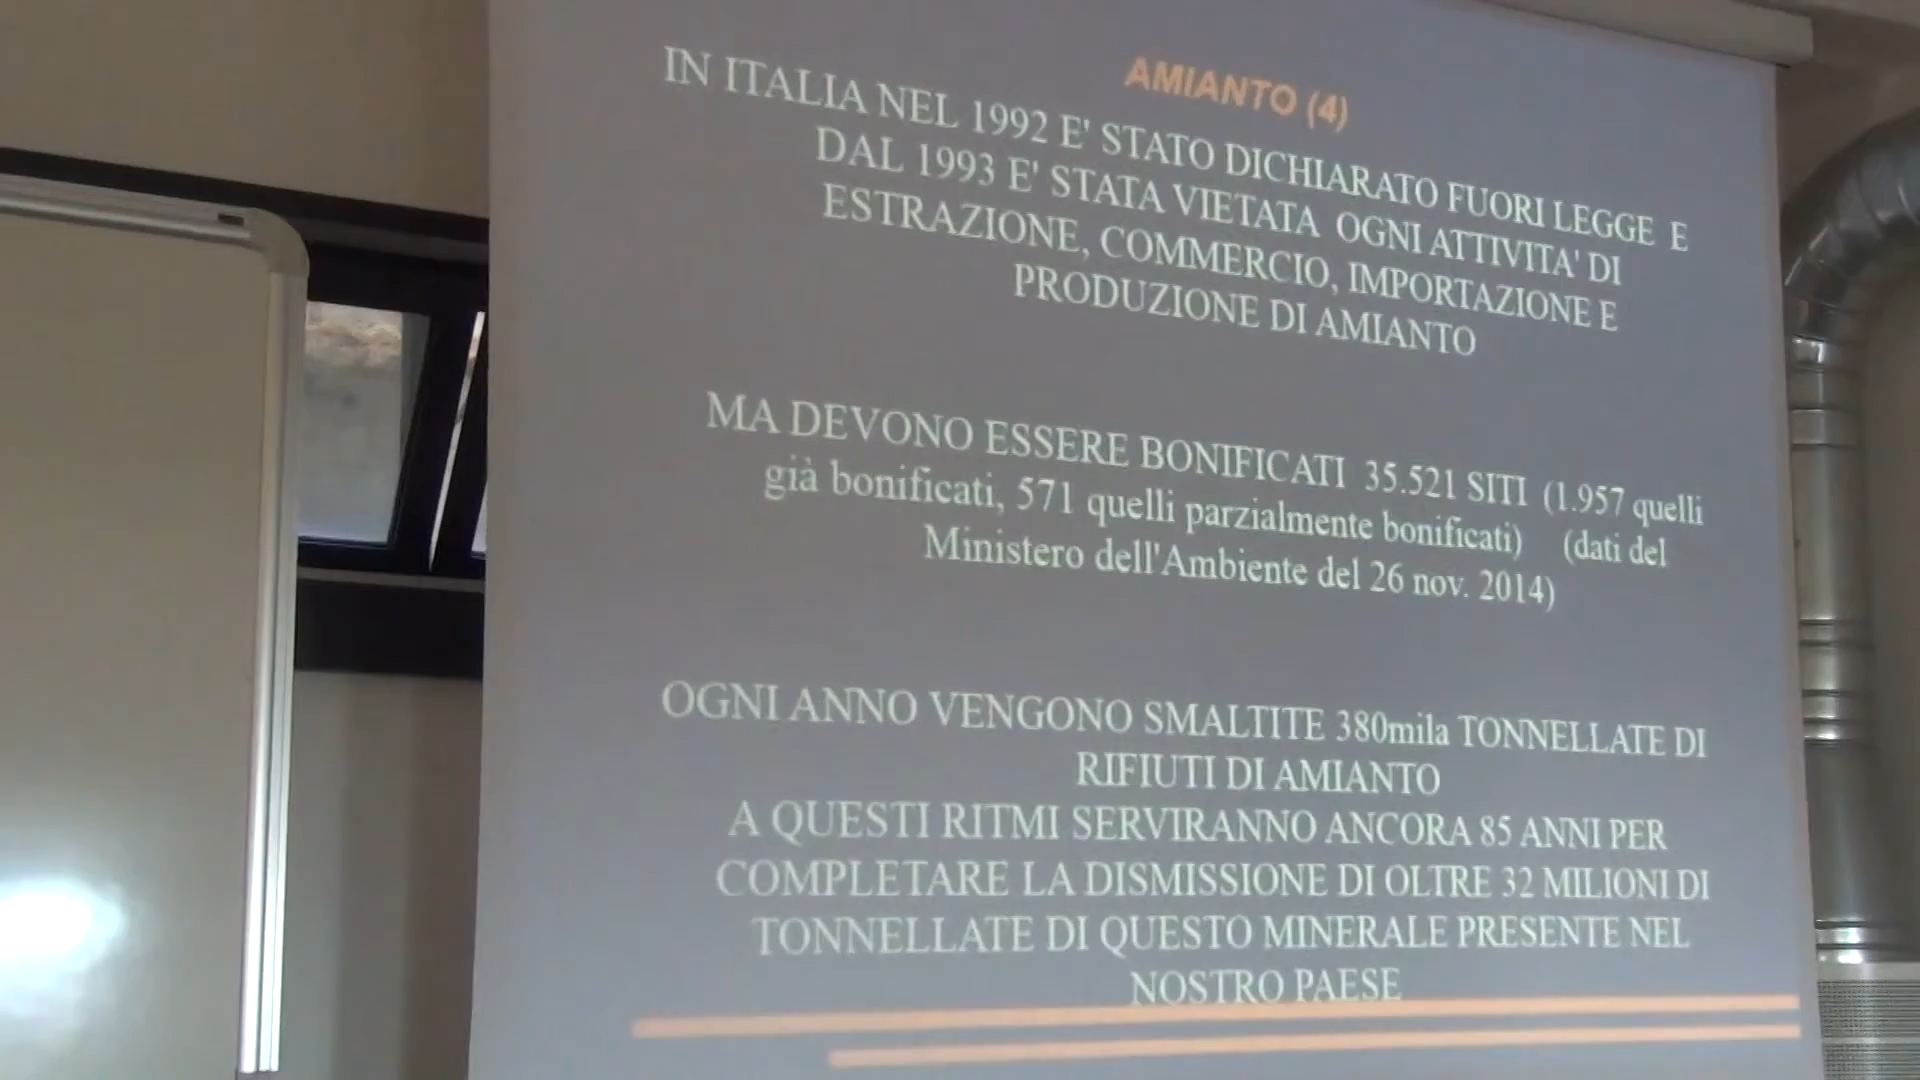 AMIANTO (4)
IN ITALIA NEL 1992 E' STATO DICHIARATO FUORI LEGGE E
DAL 1993 E' STATA VIETATA OGNI ATTIVITA' DI
ESTRAZIONE, COMMERCIO, IMPORTAZIONE E
PRODUZIONE DI AMIANTO
MA DEVONO ESSERE BONIFICATI 35.521 SITI (1.957 quelli
già bonificati, 571 quelli parzialmente bonificati) (dati del
Ministero dell'Ambiente del 26 nov. 2014)
OGNI ANNO VENGONO SMALTITE 380mila TONNELLATE DI
RIFIUTI DI AMIANTO
A QUESTI RITMI SERVIRANNO ANCORA 85 ANNI PER
COMPLETARE LA DISMISSIONE DI OLTRE 32 MILIONI DI
TONNELLATE DI QUESTO MINERALE PRESENTE NEL
NOSTRO PAESE